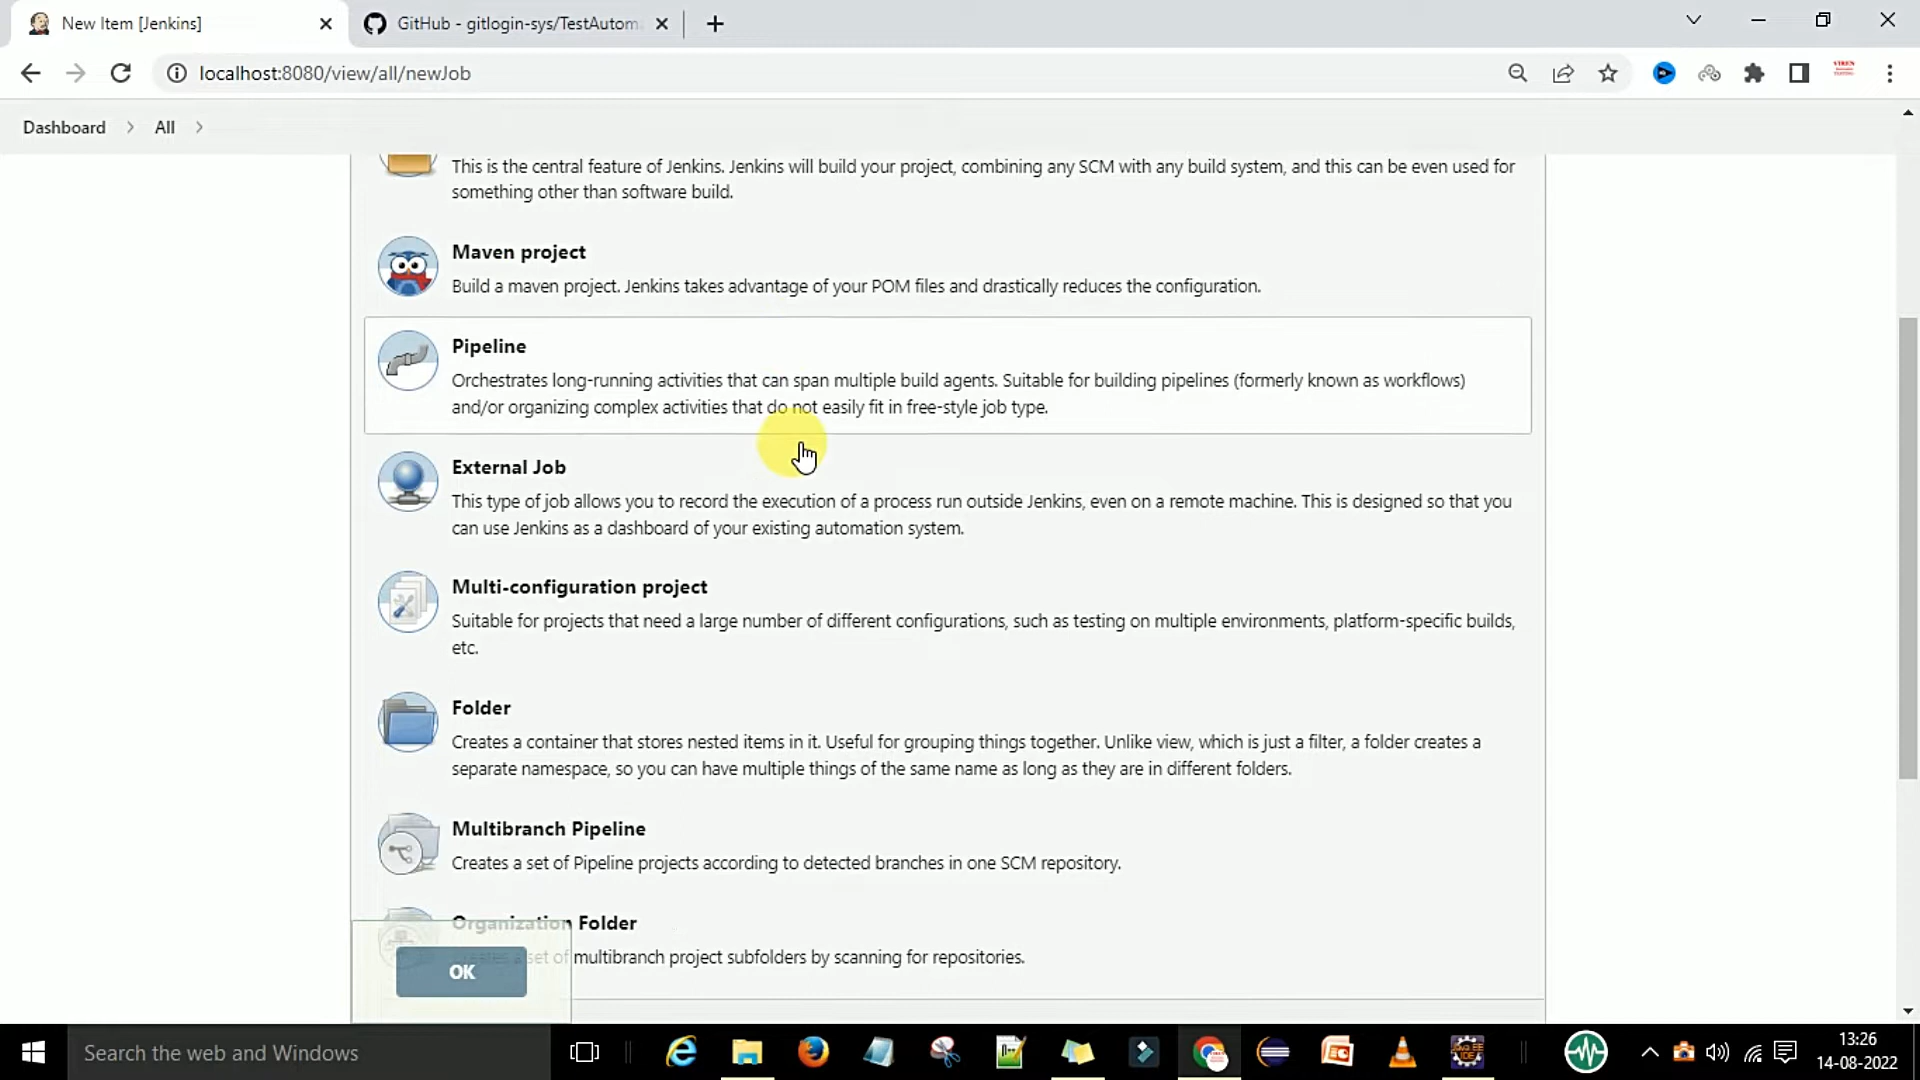 New Item [Jenkins]
GitHub - gitlogin-sys/TestAutom
localhost:8080/view/all/newJob
VIREN
Dashboard > All >
This is the central feature of Jenkins. Jenkins will build your project, combining any SCM with any build system, and this can be even used for
something other than software build.
Maven project
Build a maven project. Jenkins takes advantage of your POM files and drastically reduces the configuration.
Pipeline
Orchestrates long-running activities that can span multiple build agents. Suitable for building pipelines (formerly known as workflows)
and/or organizing complex activities that do not easily fit in free-style job type.
External Job
This type of job allows you to record the execution of a process run outside Jenkins, even on a remote machine. This is designed so that you
can use Jenkins as a dashboard of your existing automation system.
Multi-configuration project
Suitable for projects that need a large number of different configurations, such as testing on multiple environments, platform-specific builds,
etc.
Folder
Creates a container that stores nested items in it. Useful for grouping things together. Unlike view, which is just a filter, a folder creates a
separate namespace, so you can have multiple things of the same name as long as they are in different folders.
Multibranch Pipeline
Creates a set of Pipeline projects according to detected branches in one SCM repository.
Organization Folder
Creates a set of multibranch project subfolders by scanning for repositories.
OK
Search the web and Windows
13:26
14-08-2022